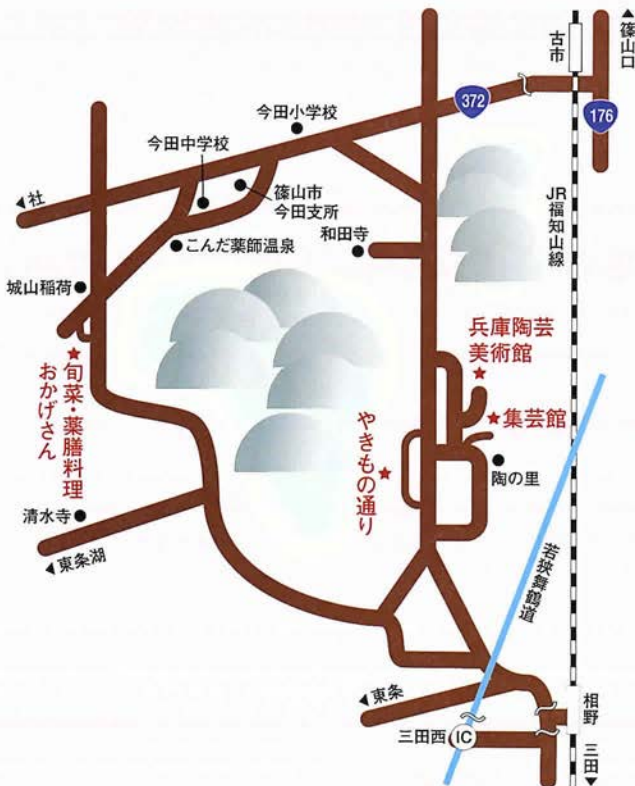 ▲篠山口
古市
372
176
今田小学校
今田中学校
篠山市
今田支所
◀社
こんだ薬師温泉
和田寺
JR福知山線
城山稲荷
兵庫陶芸
美術館
★
★集芸館
★
旬菜・薬膳料理
おかげさん
やきもの通り
★
陶の里
清水寺
◀東条湖
若狭舞鶴道
◀東条
相野
三田西 IC
三田▼